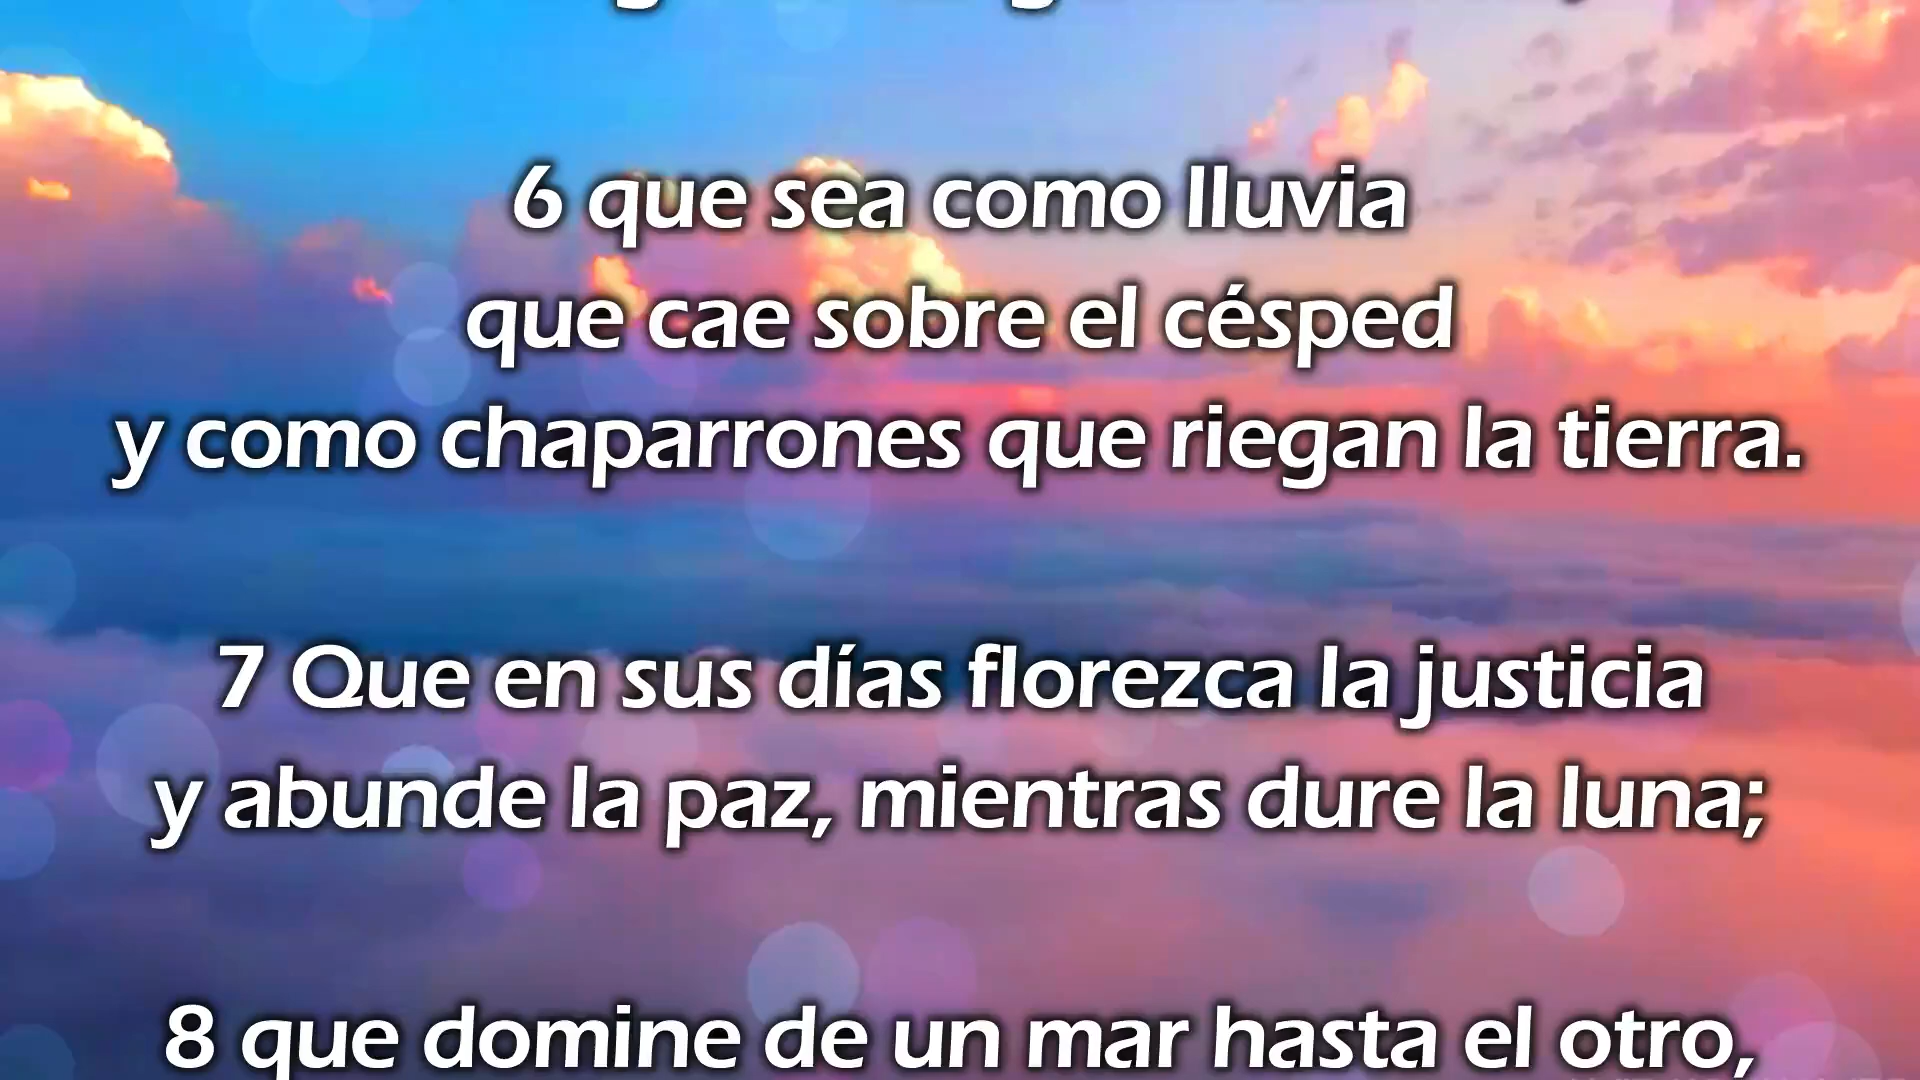 6 que sea como lluvia
que cae sobre el césped
y como chaparrones que riegan la tierra.
7 Que en sus días florezca la justicia
y abunde la paz, mientras dure la luna;
8 que domine de un mar hasta el otro,